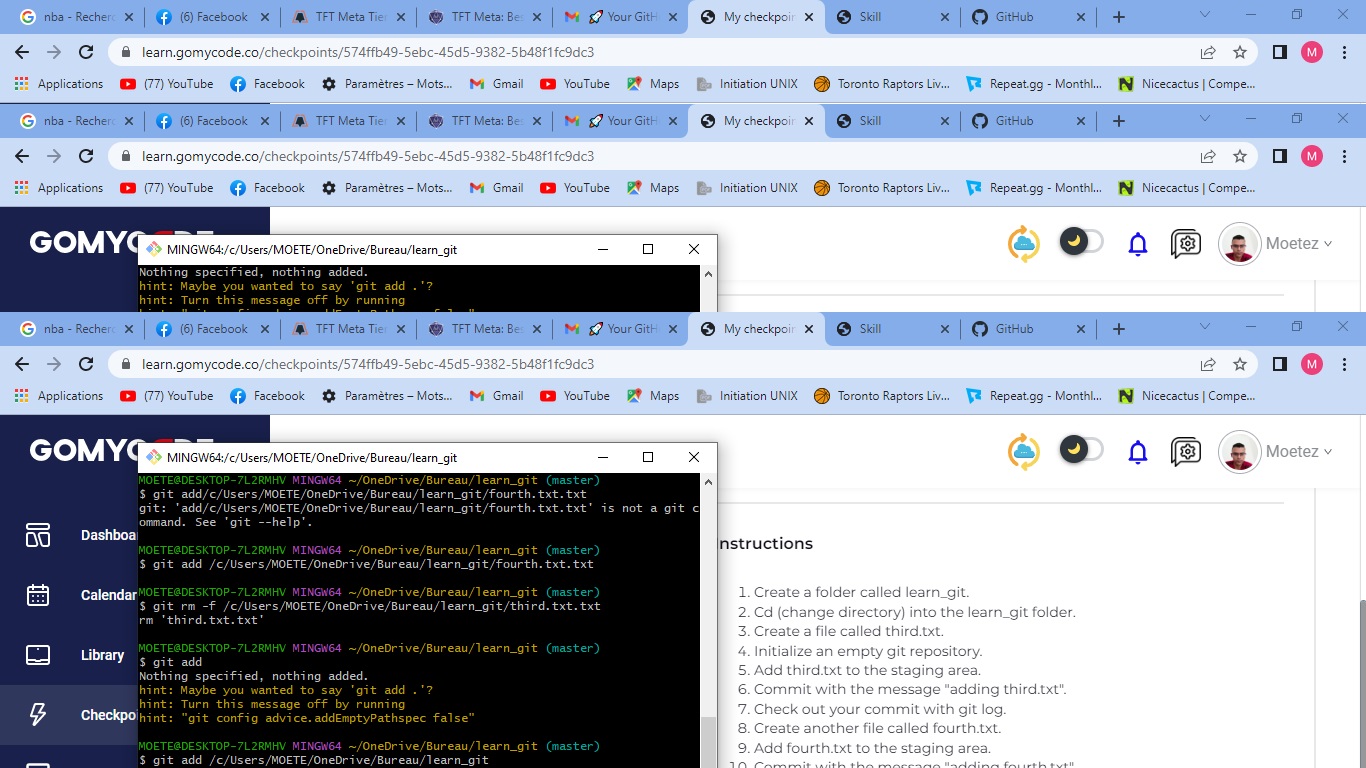 nba - Recherc
(6) Facebook
TFT Meta Tier
TFT Meta: Bes
Your GitH
My checkpoin
Skill
GitHub
learn.gomycode.co/checkpoints/574ffb49-5ebc-45d5-9382-5b48f1fc9dc3
M
Applications
(77) YouTube
Facebook
Paramètres – Mots...
Gmail
YouTube
Maps
Initiation UNIX
Toronto Raptors Liv...
Repeat.gg - Monthl...
Nicecactus | Compe...
nba - Recherc
(6) Facebook
TFT Meta Tier
TFT Meta: Bes
Your GitH
My checkpoin
Skill
GitHub
learn.gomycode.co/checkpoints/574ffb49-5ebc-45d5-9382-5b48f1fc9dc3
M
Applications
(77) YouTube
Facebook
Paramètres – Mots...
Gmail
YouTube
Maps
Initiation UNIX
Toronto Raptors Liv...
Repeat.gg - Monthl...
Nicecactus | Compe...
GOMYC
Moetez
MINGW64:/c/Users/MOETE/OneDrive/Bureau/learn_git
Nothing specified, nothing added.
hint: Maybe you wanted to say 'git add .'?
hint: Turn this message off by running
nba - Recherc
(6) Facebook
TFT Meta Tier
TFT Meta: Bes
Your GitH
My checkpoin
Skill
GitHub
learn.gomycode.co/checkpoints/574ffb49-5ebc-45d5-9382-5b48f1fc9dc3
M
Applications
(77) YouTube
Facebook
Paramètres – Mots...
Gmail
YouTube
Maps
Initiation UNIX
Toronto Raptors Liv...
Repeat.gg - Monthl...
Nicecactus | Compe...
GOMYC
Moetez
MINGW64:/c/Users/MOETE/OneDrive/Bureau/learn_git
MOETE@DESKTOP-7L2RMHV MINGW64 ~/OneDrive/Bureau/learn_git (master)
$ git add/c/Users/MOETE/OneDrive/Bureau/learn_git/fourth.txt.txt
git: 'add/c/Users/MOETE/OneDrive/Bureau/learn_git/fourth.txt.txt' is not a git c
ommand. See 'git --help'.
MOETE@DESKTOP-7L2RMHV MINGW64 ~/OneDrive/Bureau/learn_git (master)
$ git add /c/Users/MOETE/OneDrive/Bureau/learn_git/fourth.txt.txt
MOETE@DESKTOP-7L2RMHV MINGW64 ~/OneDrive/Bureau/learn_git (master)
$ git rm -f /c/Users/MOETE/OneDrive/Bureau/learn_git/third.txt.txt
rm 'third.txt.txt'
MOETE@DESKTOP-7L2RMHV MINGW64 ~/OneDrive/Bureau/learn_git (master)
$ git add
Nothing specified, nothing added.
hint: Maybe you wanted to say 'git add .'?
hint: Turn this message off by running
hint: "git config advice.addEmptyPathspec false"
MOETE@DESKTOP-7L2RMHV MINGW64 ~/OneDrive/Bureau/learn_git (master)
$ git add /c/Users/MOETE/OneDrive/Bureau/learn_git
Dashboa
Calendar
Library
Checkpo
nstructions
1. Create a folder called learn_git.
2. Cd (change directory) into the learn_git folder.
3. Create a file called third.txt.
4. Initialize an empty git repository.
5. Add third.txt to the staging area.
6. Commit with the message "adding third.txt".
7. Check out your commit with git log.
8. Create another file called fourth.txt.
9. Add fourth.txt to the staging area.
10. Commit with the message "adding fourth.txt"